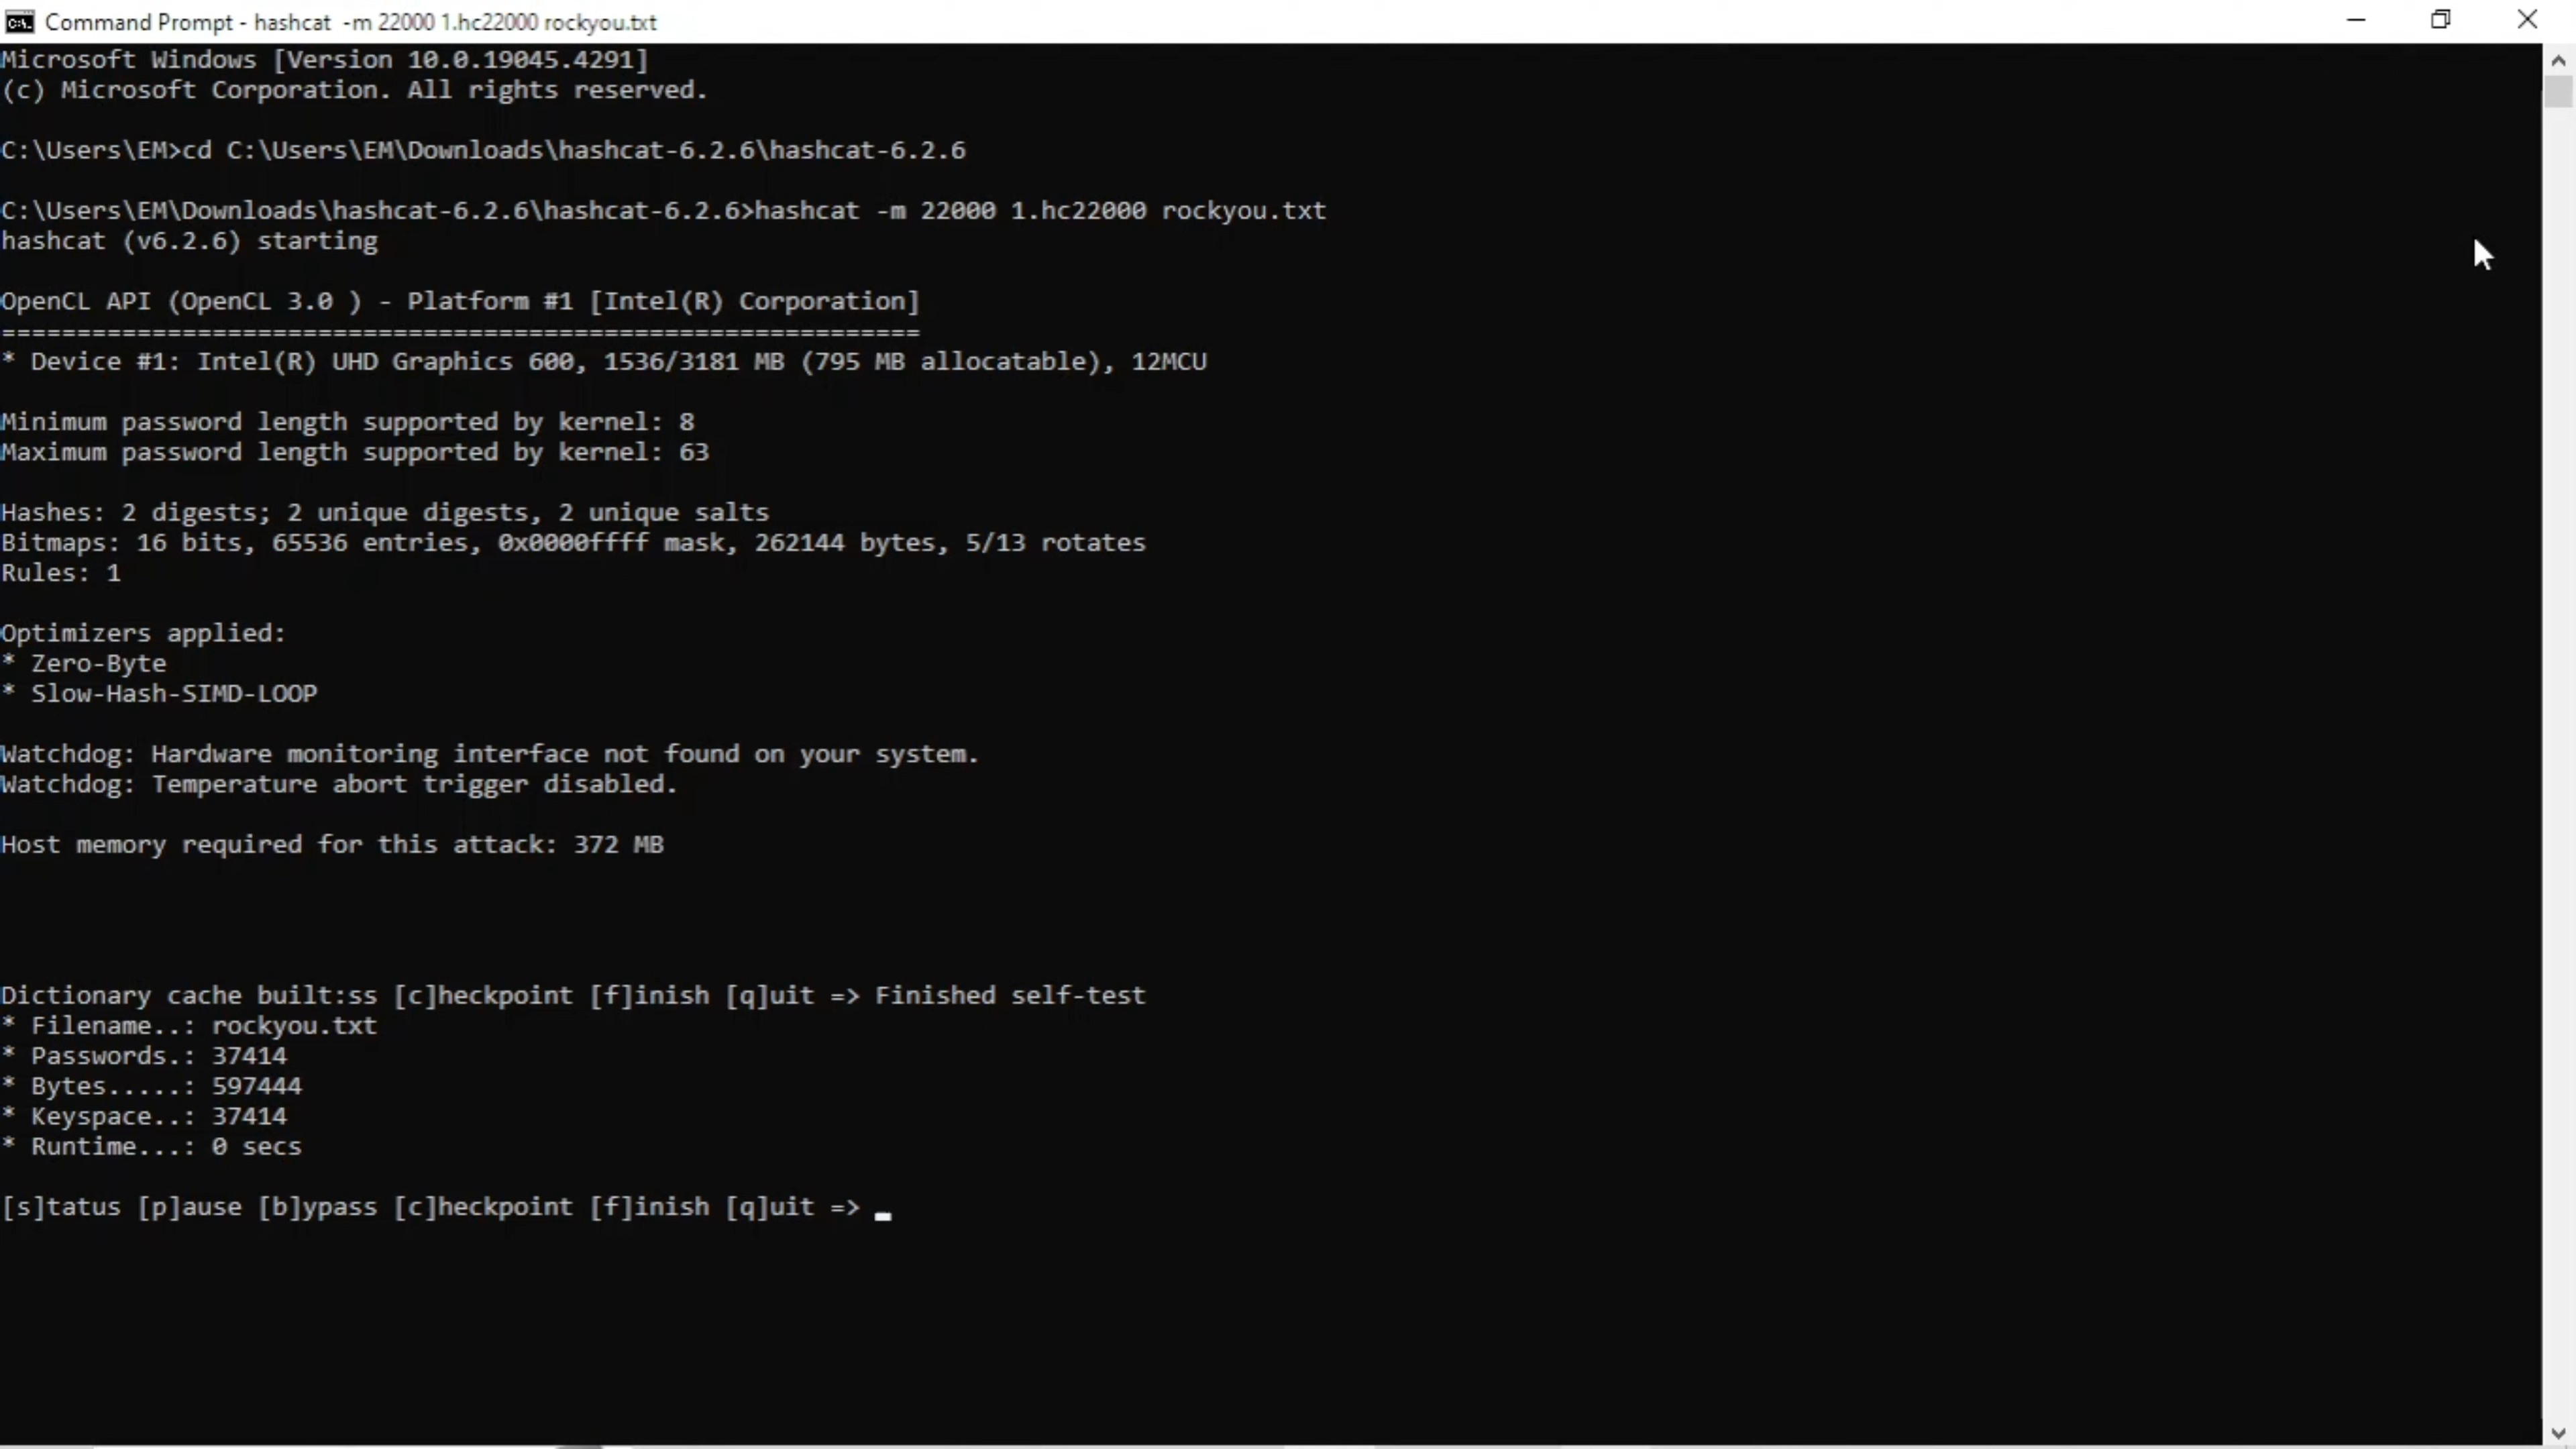 Command Prompt - hashcat  -m 22000 1.hc22000 rockyou.txt
Microsoft Windows [Version 10.0.19045.4291]
(c) Microsoft Corporation. All rights reserved.
C:\Users\EM>cd C:\Users\EM\Downloads\hashcat-6.2.6\hashcat-6.2.6
C:\Users\EM\Downloads\hashcat-6.2.6\hashcat-6.2.6>hashcat -m 22000 1.hc22000 rockyou.txt
hashcat (v6.2.6) starting
OpenCL API (OpenCL 3.0 ) - Platform #1 [Intel(R) Corporation]
=============================================================
* Device #1: Intel(R) UHD Graphics 600, 1536/3181 MB (795 MB allocatable), 12MCU
Minimum password length supported by kernel: 8
Maximum password length supported by kernel: 63
Hashes: 2 digests; 2 unique digests, 2 unique salts
Bitmaps: 16 bits, 65536 entries, 0x0000ffff mask, 262144 bytes, 5/13 rotates
Rules: 1
Optimizers applied:
* Zero-Byte
* Slow-Hash-SIMD-LOOP
Watchdog: Hardware monitoring interface not found on your system.
Watchdog: Temperature abort trigger disabled.
Host memory required for this attack: 372 MB
Dictionary cache built:ss [c]heckpoint [f]inish [q]uit => Finished self-test
* Filename..: rockyou.txt
* Passwords.: 37414
* Bytes.....: 597444
* Keyspace..: 37414
* Runtime...: 0 secs
[s]tatus [p]ause [b]ypass [c]heckpoint [f]inish [q]uit =>